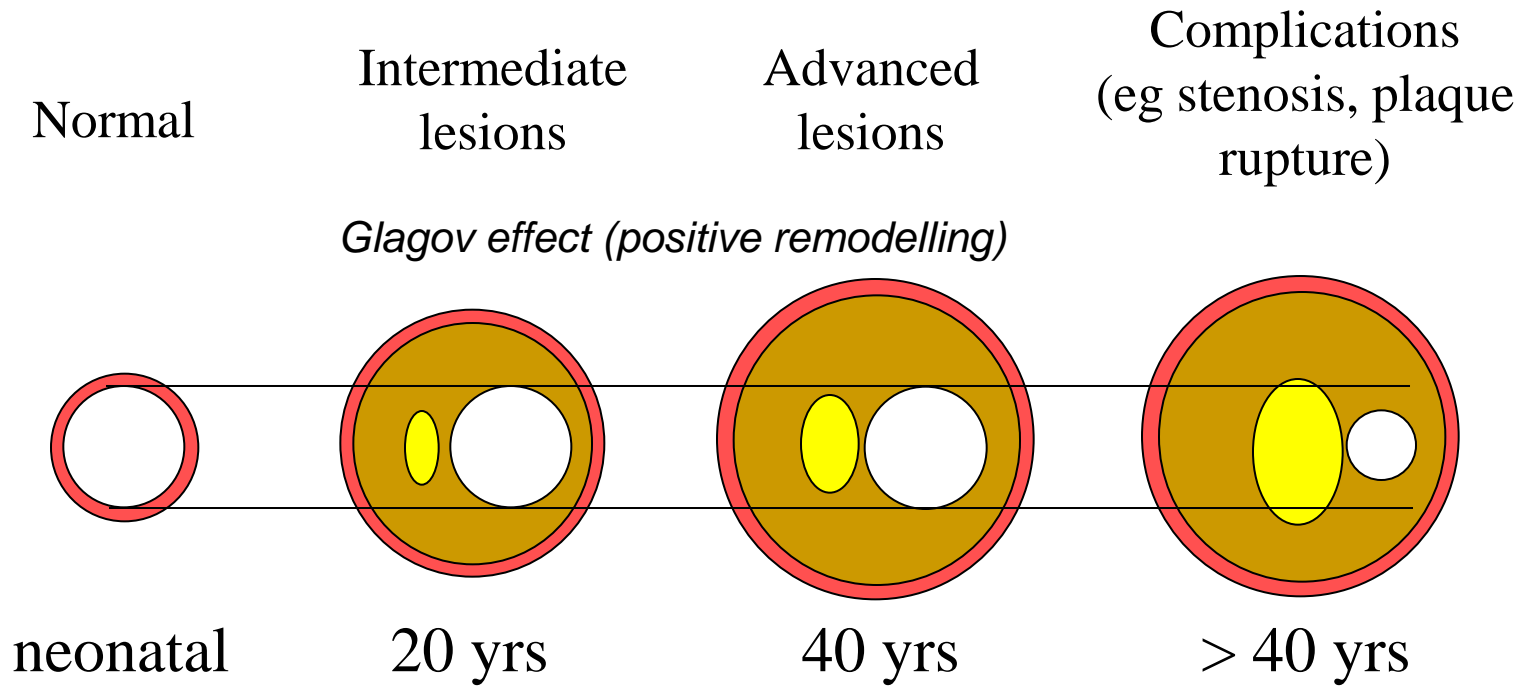 Normal
Intermediate
lesions
Advanced
lesions
Complications
(eg stenosis, plaque
rupture)
Glagov effect (positive remodelling)
neonatal
20 yrs
40 yrs
> 40 yrs